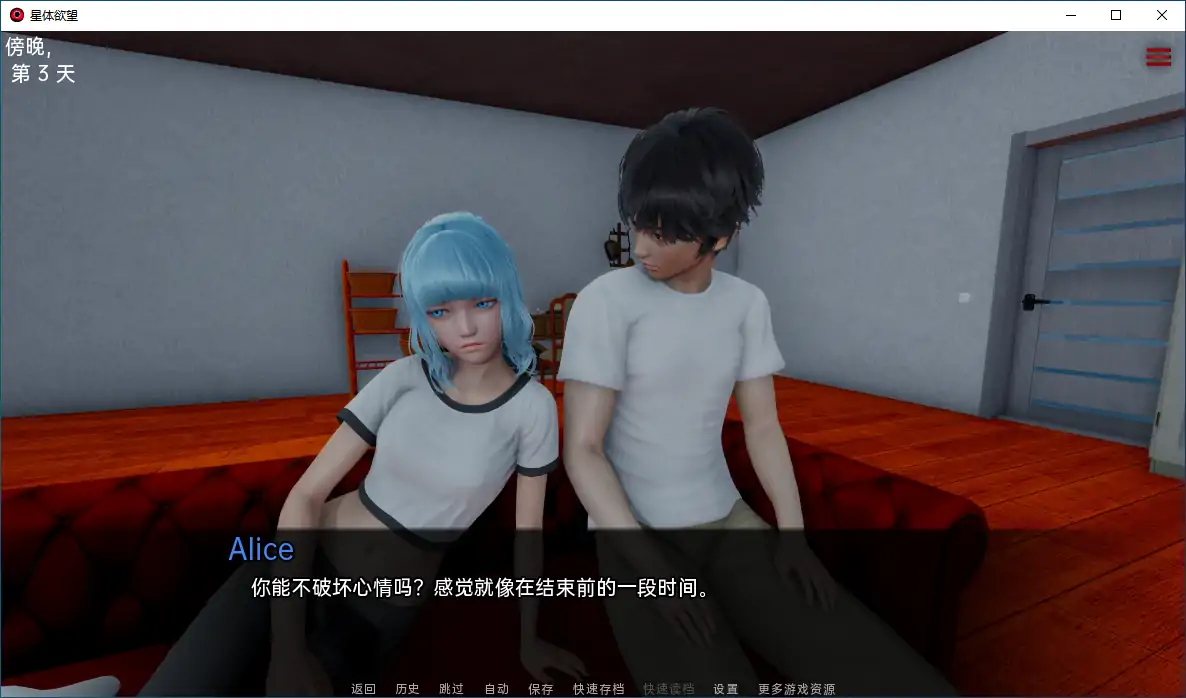 星体欲望
傍晚,
第 3 天
Alice
你能不破坏心情吗？感觉就像在结束前的一段时间。
返回 历史 跳过 自动 保存 快速存档 快速读档 设置 更多游戏资源